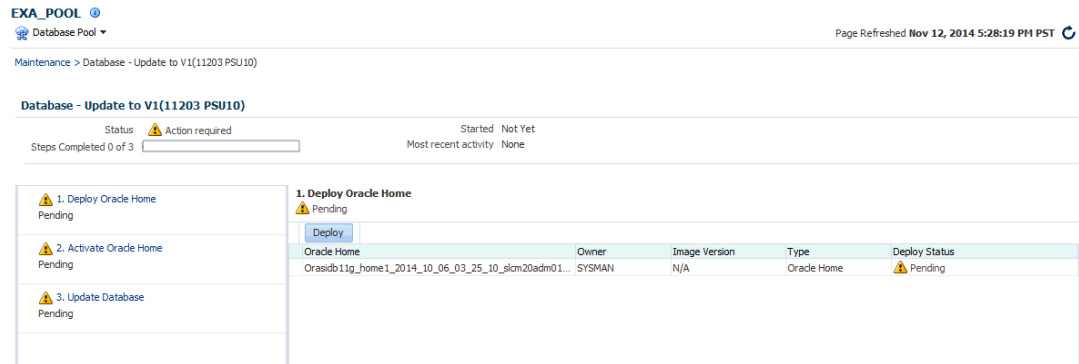 EXA_POOL
Database Pool
Page Refreshed Nov 12, 2014 5:28:19 PM PST
Maintenance > Database - Update to V1(11203 PSU10)
Database - Update to V1(11203 PSU10)
Status Action required
Started Not Yet
Steps Completed 0 of 3
Most recent activity None
1. Deploy Oracle Home
Pending
2. Activate Oracle Home
Pending
3. Update Database
Pending
1. Deploy Oracle Home
Pending
Deploy
Oracle Home Owner Image Version Type Deploy Status
Orasidb11g_home1_2014_10_06_03_25_10_slcm20adm01... SYSMAN N/A Oracle Home Pending